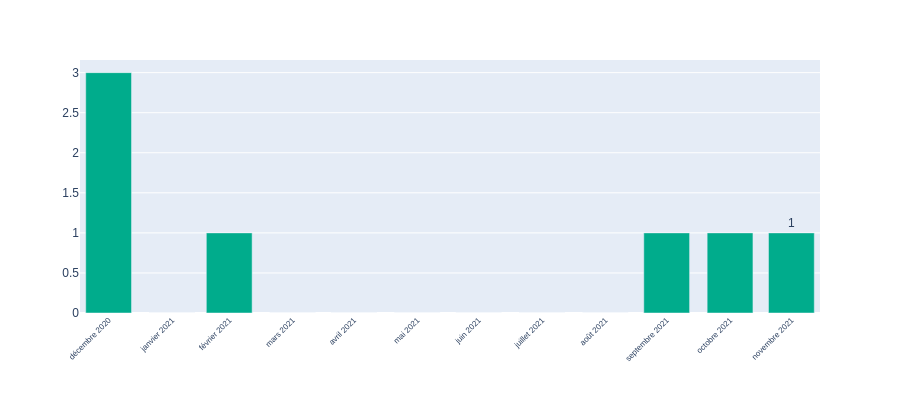 3
2.5
2
1.5
1
0.5
0
1
décembre 2020
janvier 2021
février 2021
mars 2021
avril 2021
mai 2021
juin 2021
juillet 2021
août 2021
septembre 2021
octobre 2021
novembre 2021